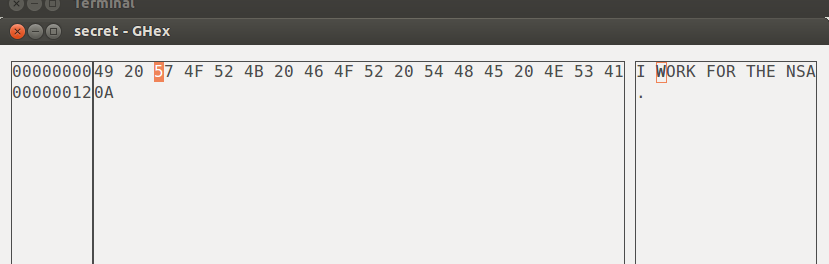 Terminal
secret - GHex
00000000 49 20 57 4F 52 4B 20 46 4F 52 20 54 48 45 20 4E 53 41 I WORK FOR THE NSA
00000012 0A .